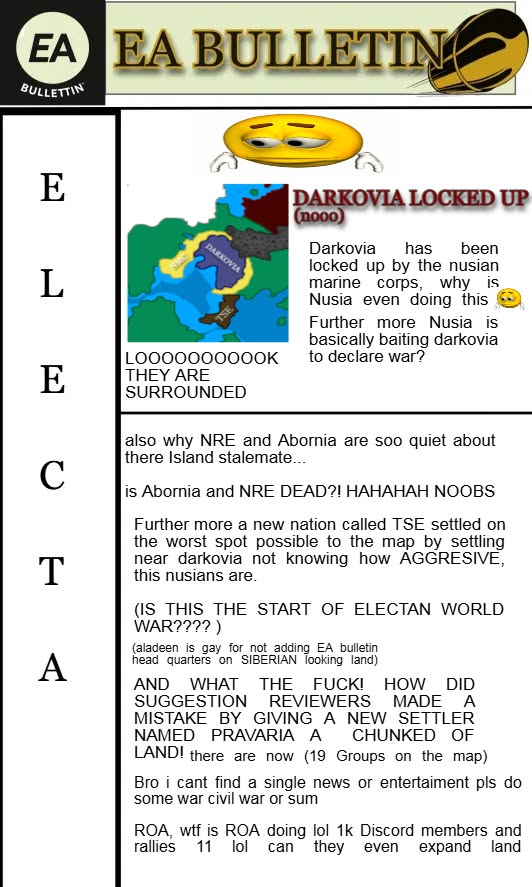 EA
BULLETTIN
EA BULLETIN
E
L
E
C
T
A
DARKOVIA LOCKED UP
(nooo)
NMC
DARKOVIA
TSE
Darkovia has been
locked up by the nusian
marine corps, why is
Nusia even doing this
Further more Nusia is
basically baiting darkovia
to declare war?
LOOOOOOOOOOK
THEY ARE
SURROUNDED
also why NRE and Abornia are soo quiet about
there Island stalemate...
is Abornia and NRE DEAD?! HAHAHAH NOOBS
Further more a new nation called TSE settled on
the worst spot possible to the map by settling
near darkovia not knowing how AGGRESIVE,
this nusians are.
(IS THIS THE START OF ELECTAN WORLD
WAR???? )
(aladeen is gay for not adding EA bulletin
head quarters on SIBERIAN looking land)
AND WHAT THE FUCK! HOW DID
SUGGESTION REVIEWERS MADE A
MISTAKE BY GIVING A NEW SETTLER
NAMED PRAVARIA A CHUNKED OF
LAND! there are now (19 Groups on the map)
Bro i cant find a single news or entertaiment pls do
some war civil war or sum
ROA, wtf is ROA doing lol 1k Discord members and
rallies 11 lol can they even expand land